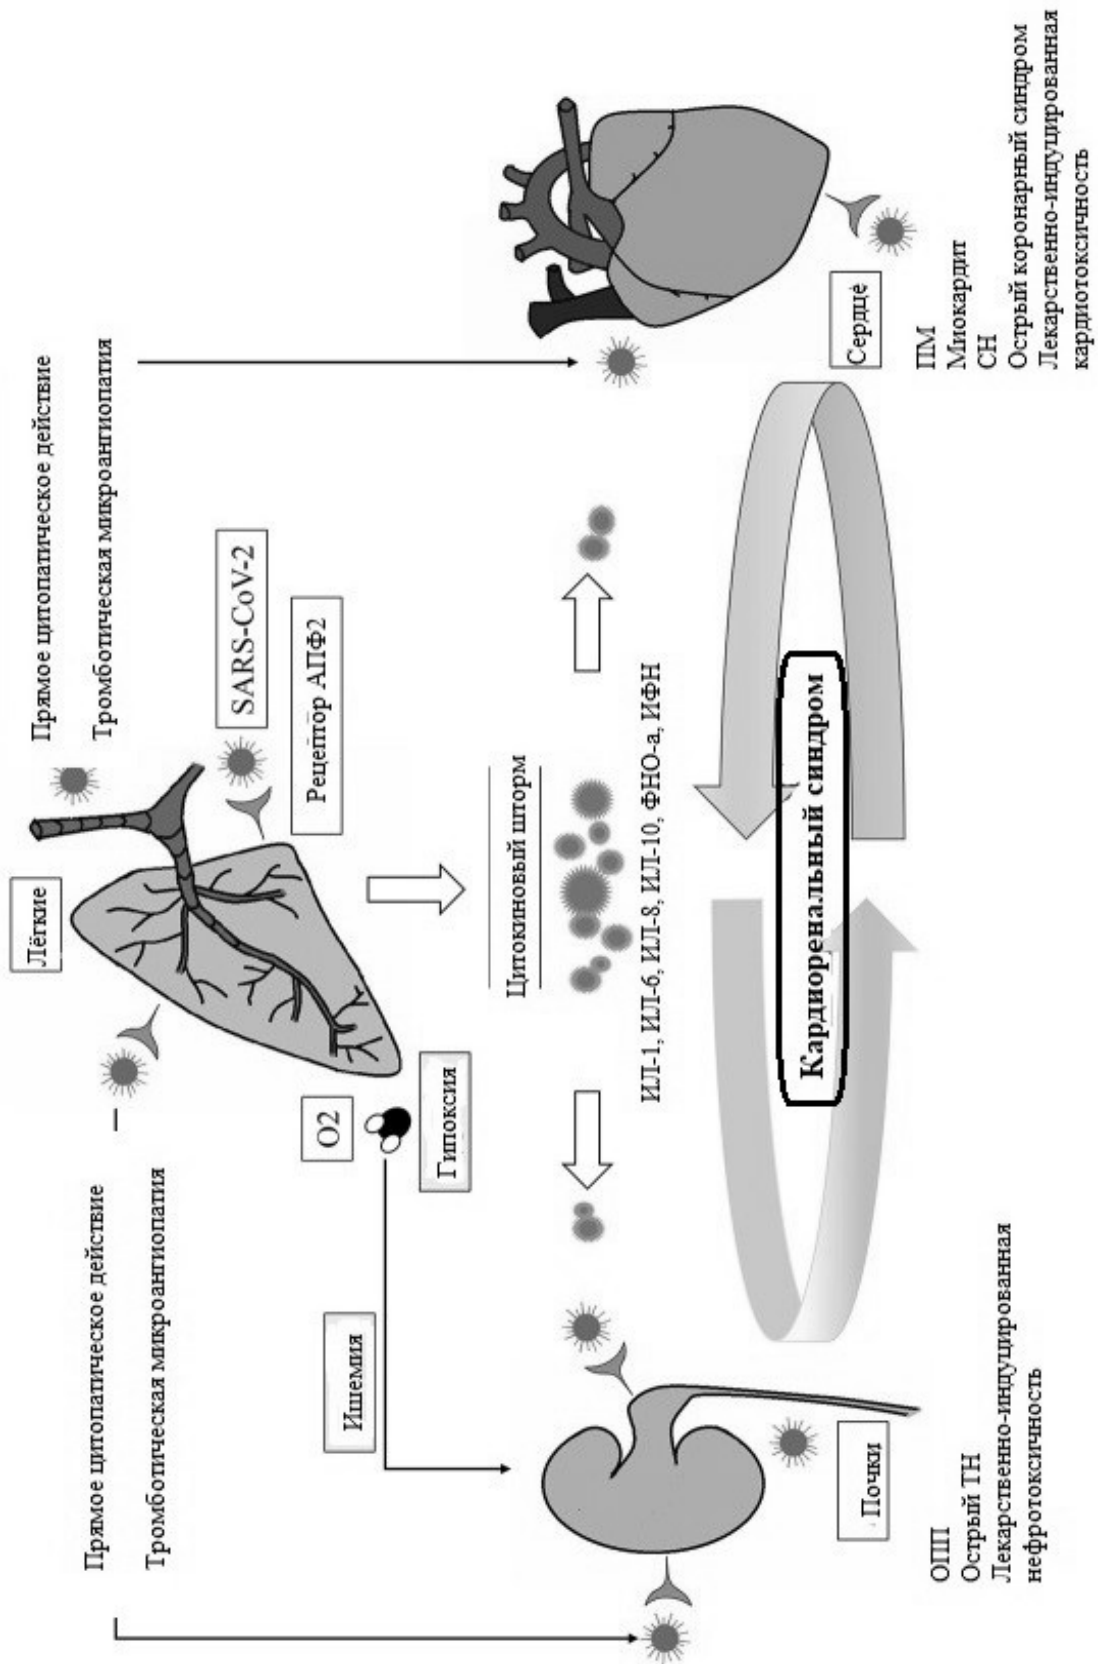 Лёгкие
Прямое цитопатическое действие
Тромботическая микроангиопатия
Прямое цитопатическое действие
Тромботическая микроангиопатия
SARS-CoV-2
Рецептор АПФ2
O2
Гипоксия
Ишемия
Цитокиновый шторм
ИЛ-1, ИЛ-6, ИЛ-8, ИЛ-10, ФНО-а, ИФН
Кардиоренальный синдром
Почки
ОПП
Острый ТН
Лекарственно-индуцированная
нефротоксичность
Сердце
ПМ
Миокардит
СН
Острый коронарный синдром
Лекарственно-индуцированная
кардиотоксичность